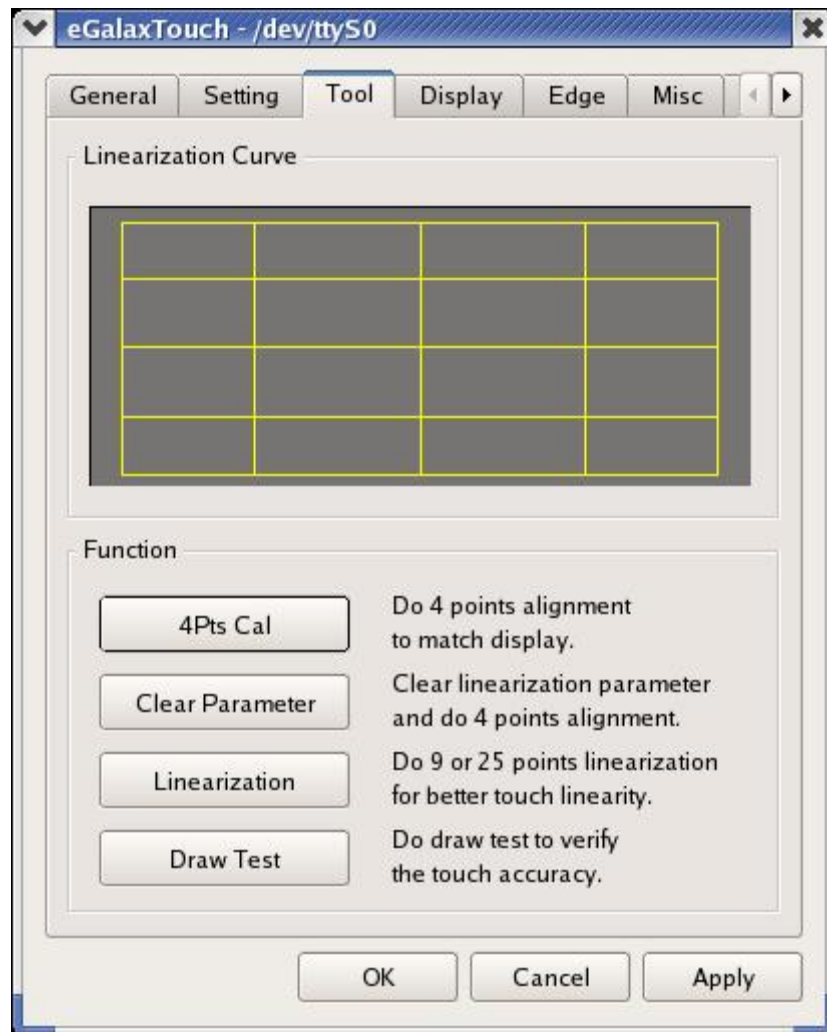 eGalaxTouch - /dev/ttyS0
General Setting Tool Display Edge Misc
Linearization Curve
Function
4Pts Cal
Do 4 points alignment
to match display.
Clear Parameter
Clear linearization parameter
and do 4 points alignment.
Linearization
Do 9 or 25 points linearization
for better touch linearity.
Draw Test
Do draw test to verify
the touch accuracy.
OK Cancel Apply